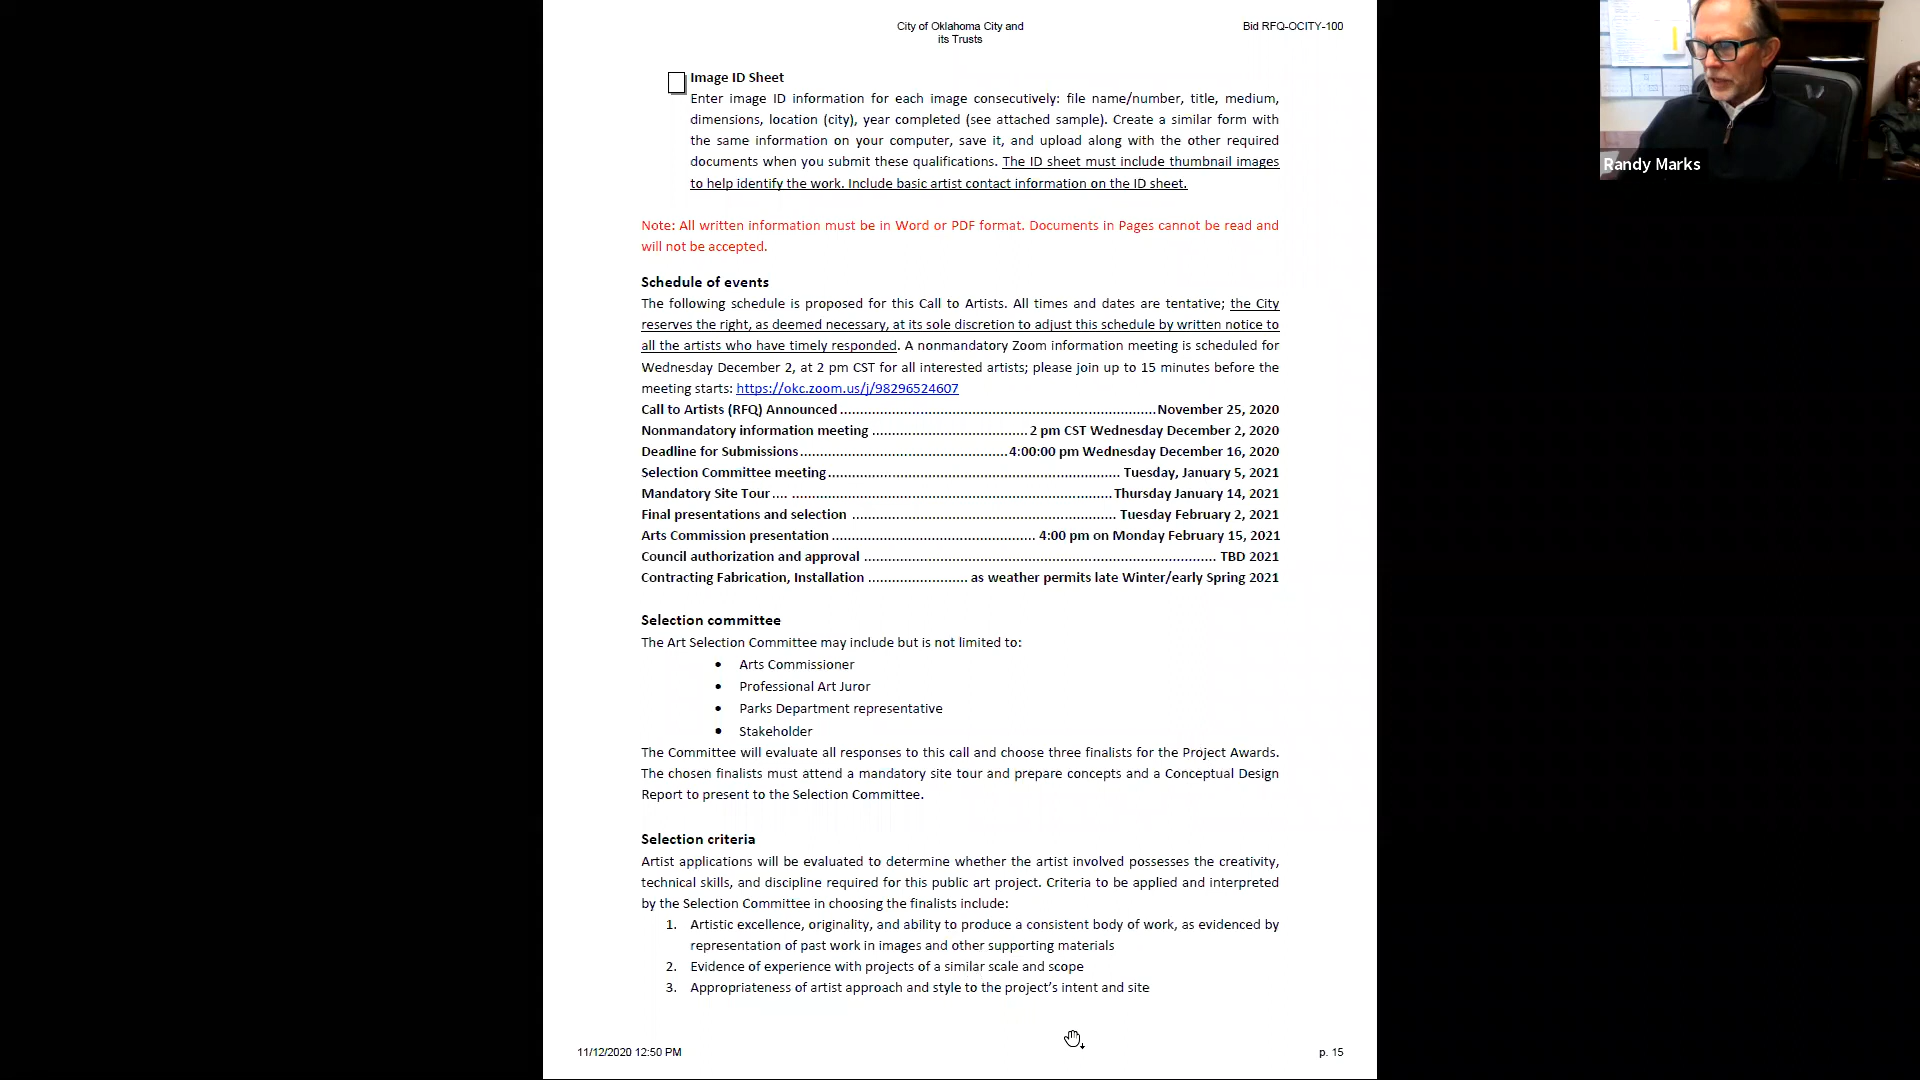 City of Oklahoma City and
its Trusts
Bid RFQ-OCITY-100
Image ID Sheet
Enter image ID information for each image consecutively: file name/number, title, medium,
dimensions, location (city), year completed (see attached sample). Create a similar form with
the same information on your computer, save it, and upload along with the other required
documents when you submit these qualifications. The ID sheet must include thumbnail images
to help identify the work. Include basic artist contact information on the ID sheet.
Note: All written information must be in Word or PDF format. Documents in Pages cannot be read and
will not be accepted.
Schedule of events
The following schedule is proposed for this Call to Artists. All times and dates are tentative; the City
reserves the right, as deemed necessary, at its sole discretion to adjust this schedule by written notice to
all the artists who have timely responded. A nonmandatory Zoom information meeting is scheduled for
Wednesday December 2, at 2 pm CST for all interested artists; please join up to 15 minutes before the
meeting starts: https://okc.zoom.us/j/98296524607
Call to Artists (RFQ) Announced ............................................................................... November 25, 2020
Nonmandatory information meeting ....................................... 2 pm CST Wednesday December 2, 2020
Deadline for Submissions.................................................... 4:00:00 pm Wednesday December 16, 2020
Selection Committee meeting......................................................................... Tuesday, January 5, 2021
Mandatory Site Tour .... ................................................................................ Thursday January 14, 2021
Final presentations and selection .................................................................. Tuesday February 2, 2021
Arts Commission presentation ................................................... 4:00 pm on Monday February 15, 2021
Council authorization and approval ........................................................................................ TBD 2021
Contracting Fabrication, Installation ......................... as weather permits late Winter/early Spring 2021
Selection committee
The Art Selection Committee may include but is not limited to:
• Arts Commissioner
• Professional Art Juror
• Parks Department representative
• Stakeholder
The Committee will evaluate all responses to this call and choose three finalists for the Project Awards.
The chosen finalists must attend a mandatory site tour and prepare concepts and a Conceptual Design
Report to present to the Selection Committee.
Selection criteria
Artist applications will be evaluated to determine whether the artist involved possesses the creativity,
technical skills, and discipline required for this public art project. Criteria to be applied and interpreted
by the Selection Committee in choosing the finalists include:
1. Artistic excellence, originality, and ability to produce a consistent body of work, as evidenced by
representation of past work in images and other supporting materials
2. Evidence of experience with projects of a similar scale and scope
3. Appropriateness of artist approach and style to the project's intent and site
11/12/2020 12:50 PM
p. 15
Randy Marks